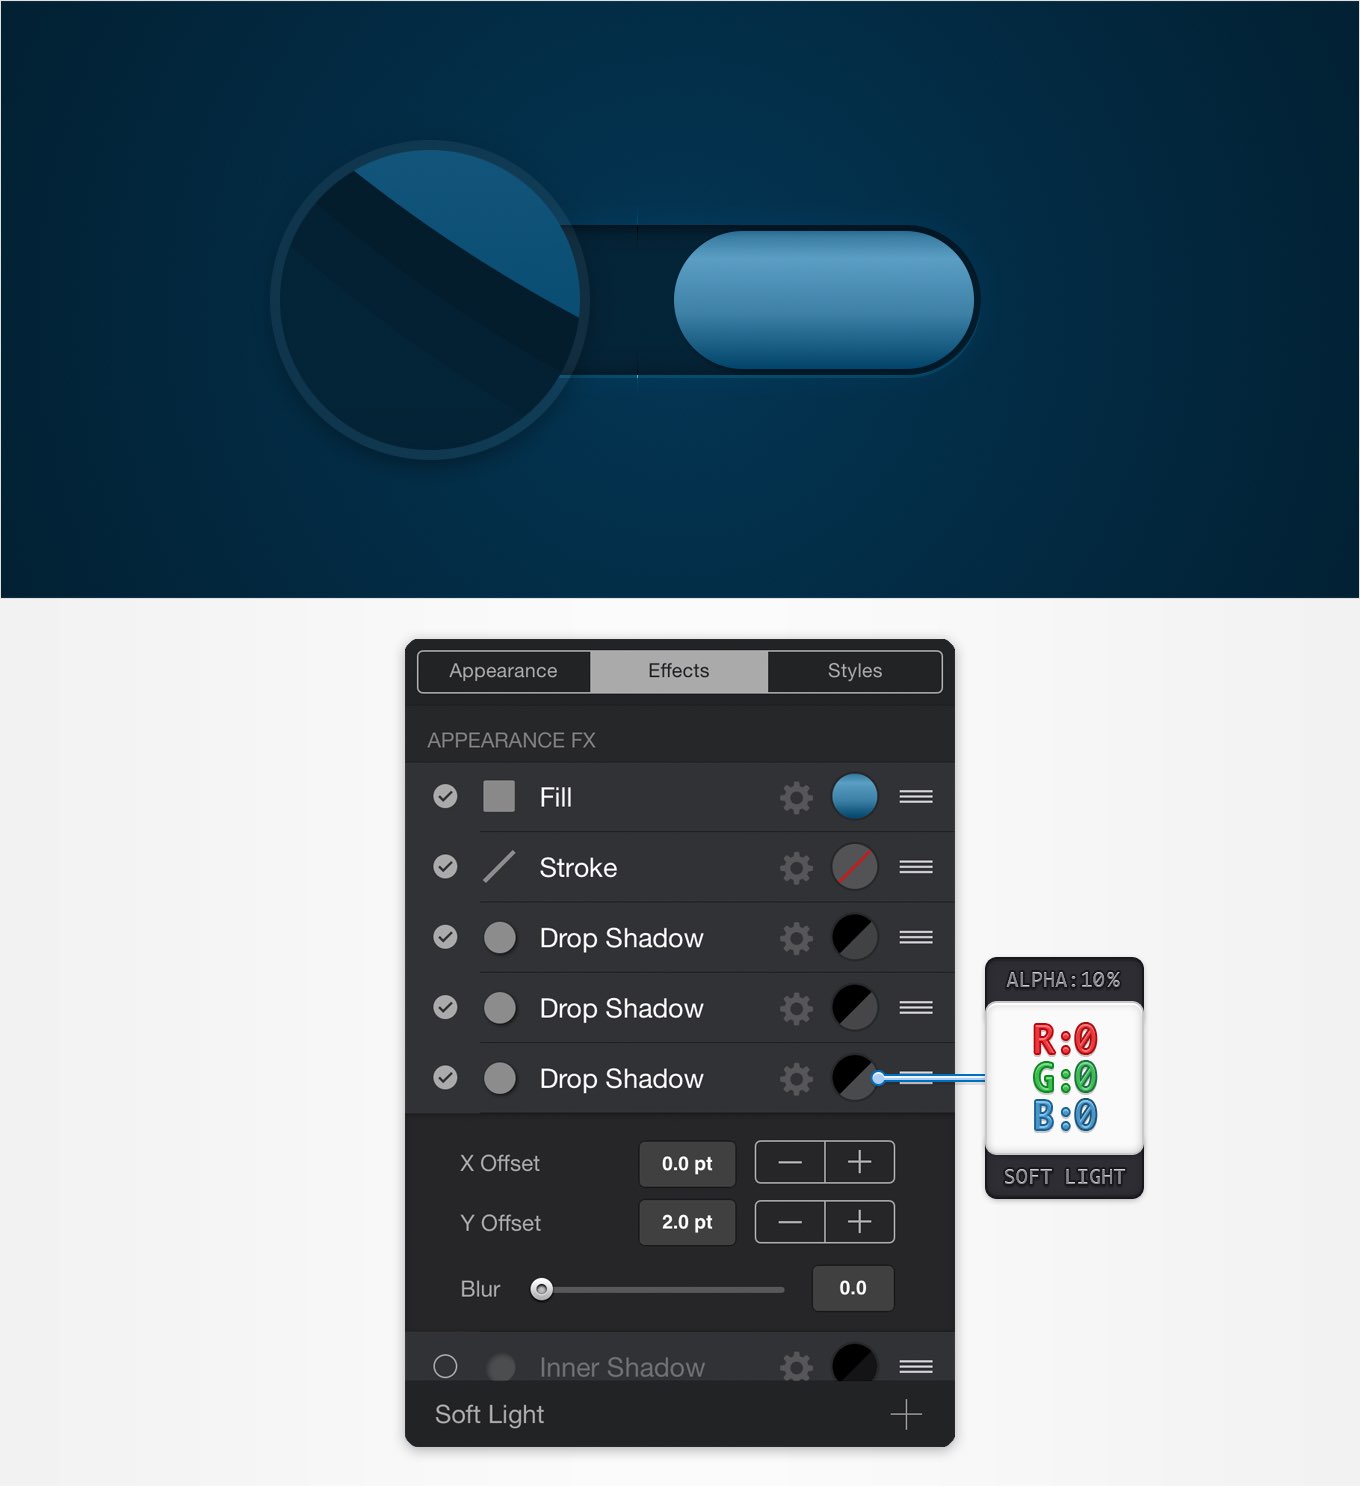 Appearance
Effects
Styles
APPEARANCE FX
Fill
Stroke
Drop Shadow
Drop Shadow
Drop Shadow
X Offset
0.0 pt
Y Offset
2.0 pt
Blur
0.0
Inner Shadow
Soft Light
ALPHA:10%
R:0
G:0
B:0
SOFT LIGHT